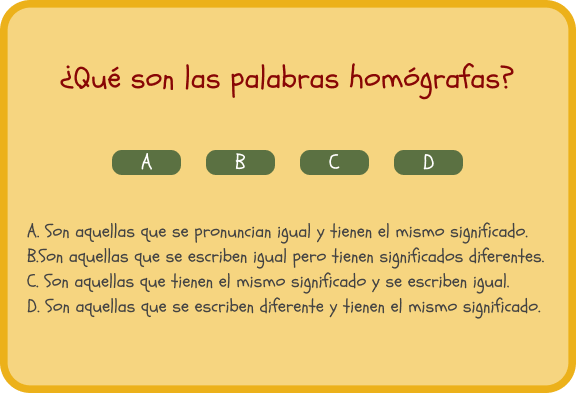 ¿Qué son las palabras homógrafas?
A B C D
A. Son aquellas que se pronuncian igual y tienen el mismo significado.
B.Son aquellas que se escriben igual pero tienen significados diferentes.
C. Son aquellas que tienen el mismo significado y se escriben igual.
D. Son aquellas que se escriben diferente y tienen el mismo significado.